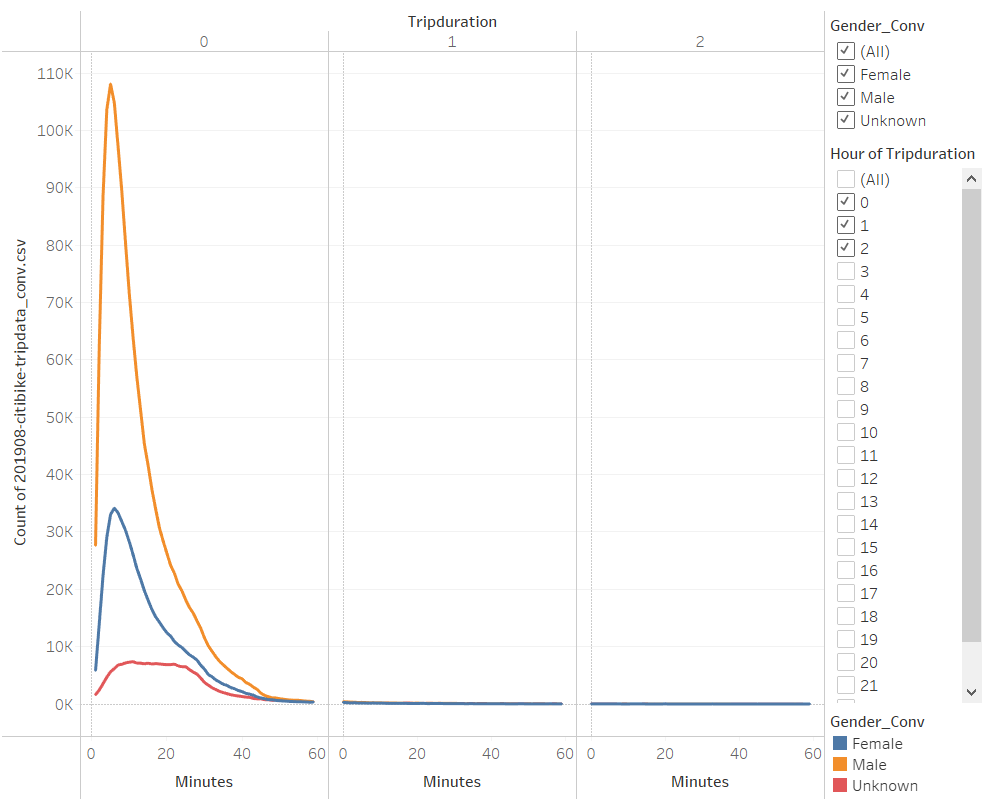 Tripduration
0 1 2
110K
100K
90K
80K
70K
60K
50K
40K
30K
20K
10K
0K
Count of 201908-citibike-tripdata_conv.csv
0 20 40 60 0 20 40 60 0 20 40 60
Minutes Minutes Minutes
Gender_Conv
(All)
Female
Male
Unknown
Hour of Tripduration
(All)
0
1
2
3
4
5
6
7
8
9
10
11
12
13
14
15
16
17
18
19
20
21
Gender_Conv
Female
Male
Unknown